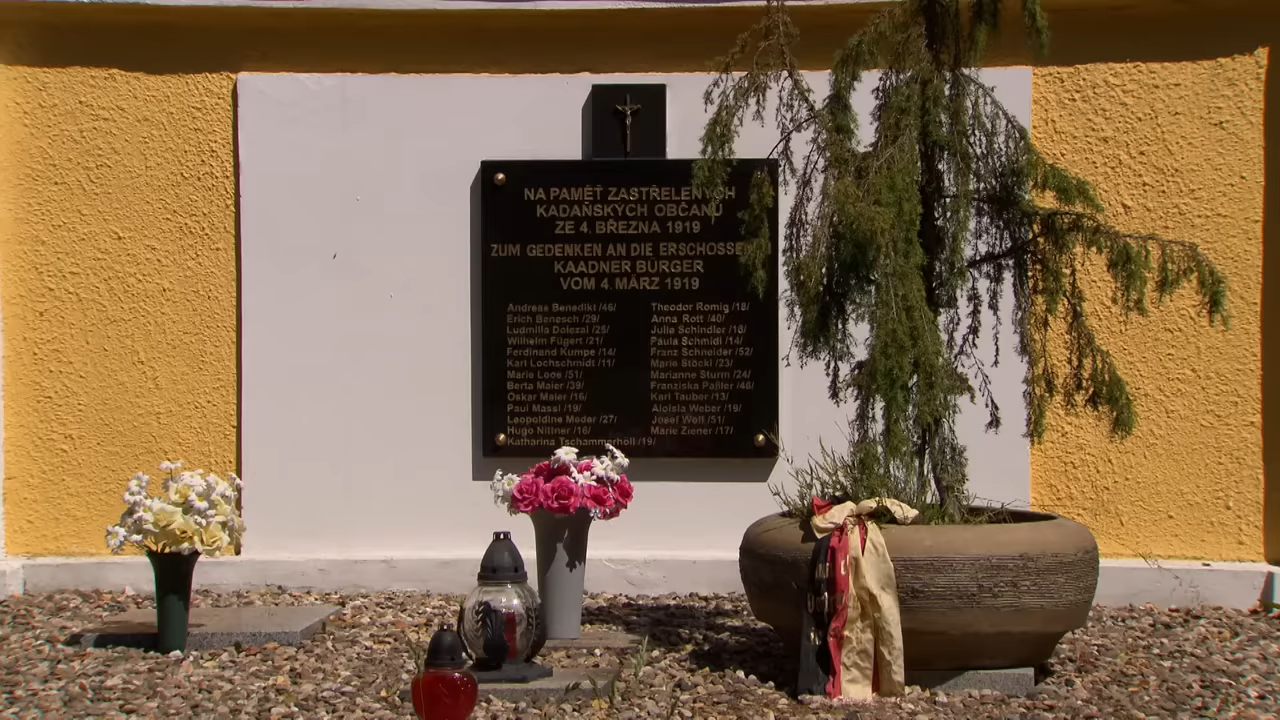 NA PAMĚŤ ZASTŘELENÝCH
KADAŇSKÝCH OBČANŮ
ZE 4. BŘEZNA 1919
ZUM GEDENKEN AN DIE ERSCHOSSENEN
KAADNER BÜRGER
VOM 4. MÄRZ 1919
Andreas Benedikt /46/
Erich Benesch /29/
Ludmilla Dolezal /25/
Wilhelm Fügert /21/
Ferdinand Kumpe /14/
Karl Lochschmidt /11/
Marie Looe /51/
Berta Maier /39/
Oskar Maier /16/
Paul Masal /19/
Leopoldine Meder /27/
Hugo Nittner /16/
Katharina Tschammerhöll /19/
Theodor Romig /18/
Anna Rott /40/
Julie Schindler /18/
Paula Schmidl /14/
Franz Schneider /52/
Marie Stöckl /23/
Marianne Sturm /24/
Franziska Paßler /46/
Karl Tauber /13/
Aloisia Weber /19/
Josef Wolf /51/
Marie Ziener /17/